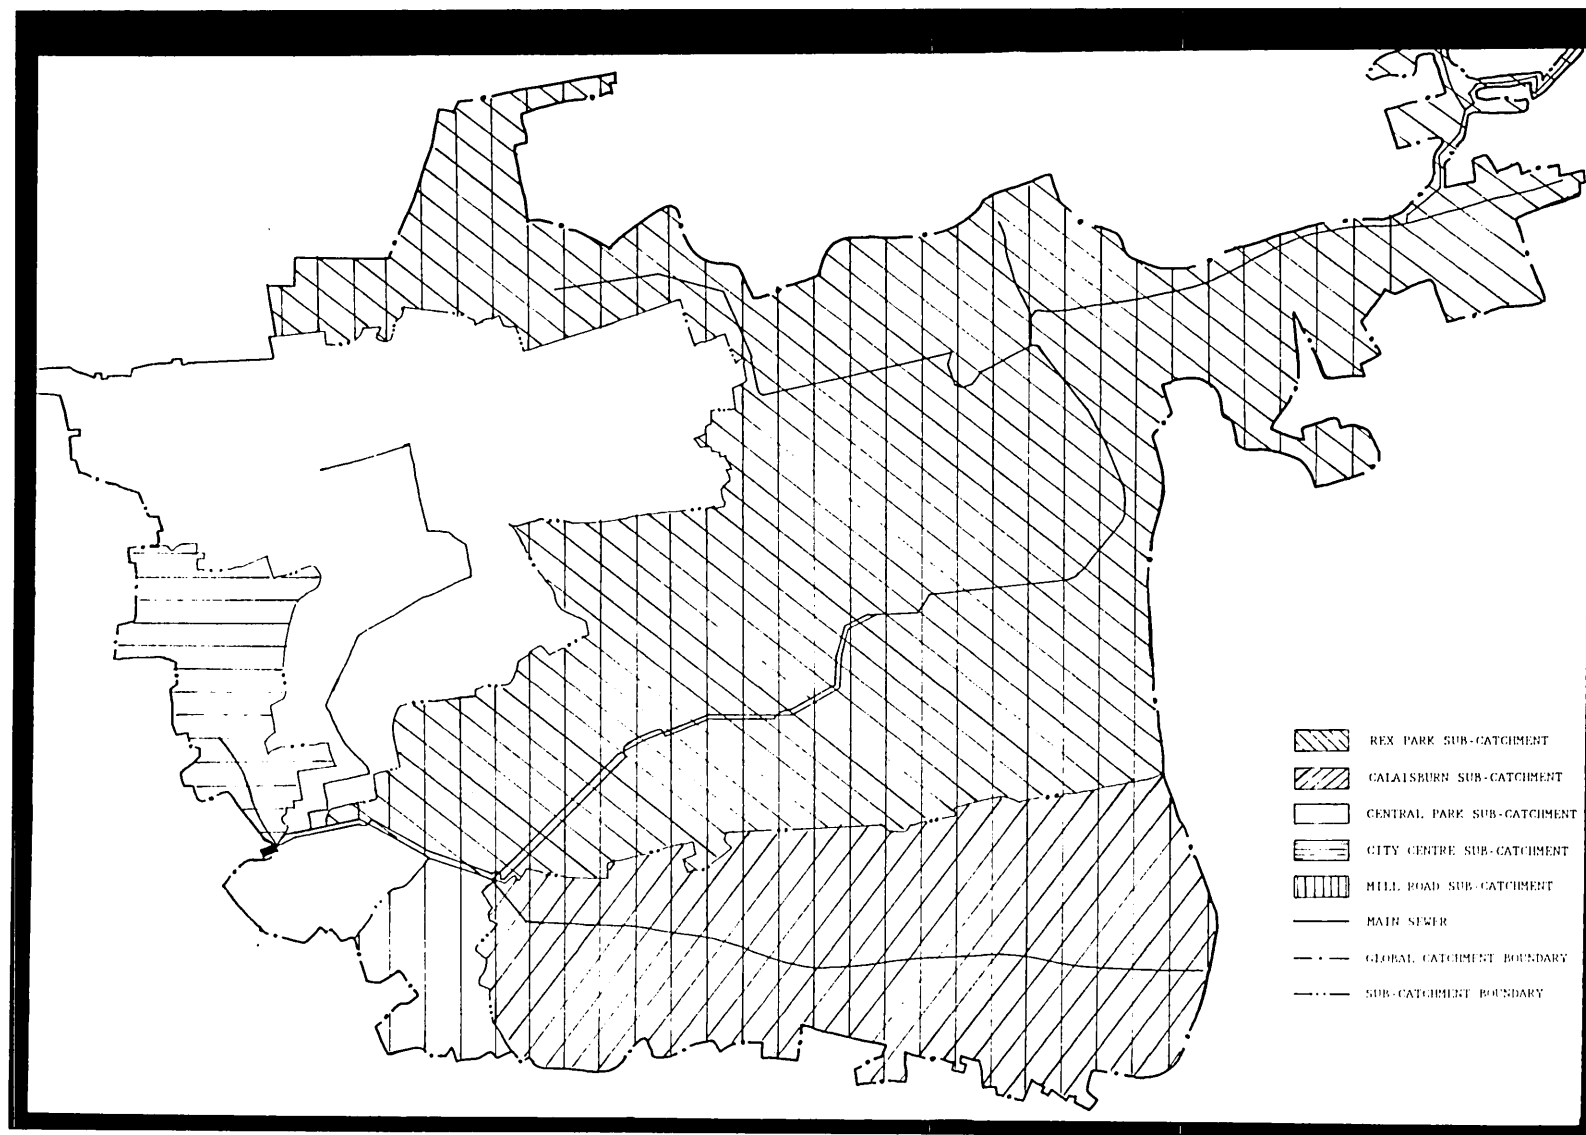 REX PARK SUB-CATCHMENT
CALAISBURN SUB-CATCHMENT
CENTRAL PARK SUB-CATCHMENT
CITY CENTRE SUB-CATCHMENT
MILL ROAD SUB-CATCHMENT
MAIN SEWER
GLOBAL CATCHMENT BOUNDARY
SUB-CATCHMENT BOUNDARY